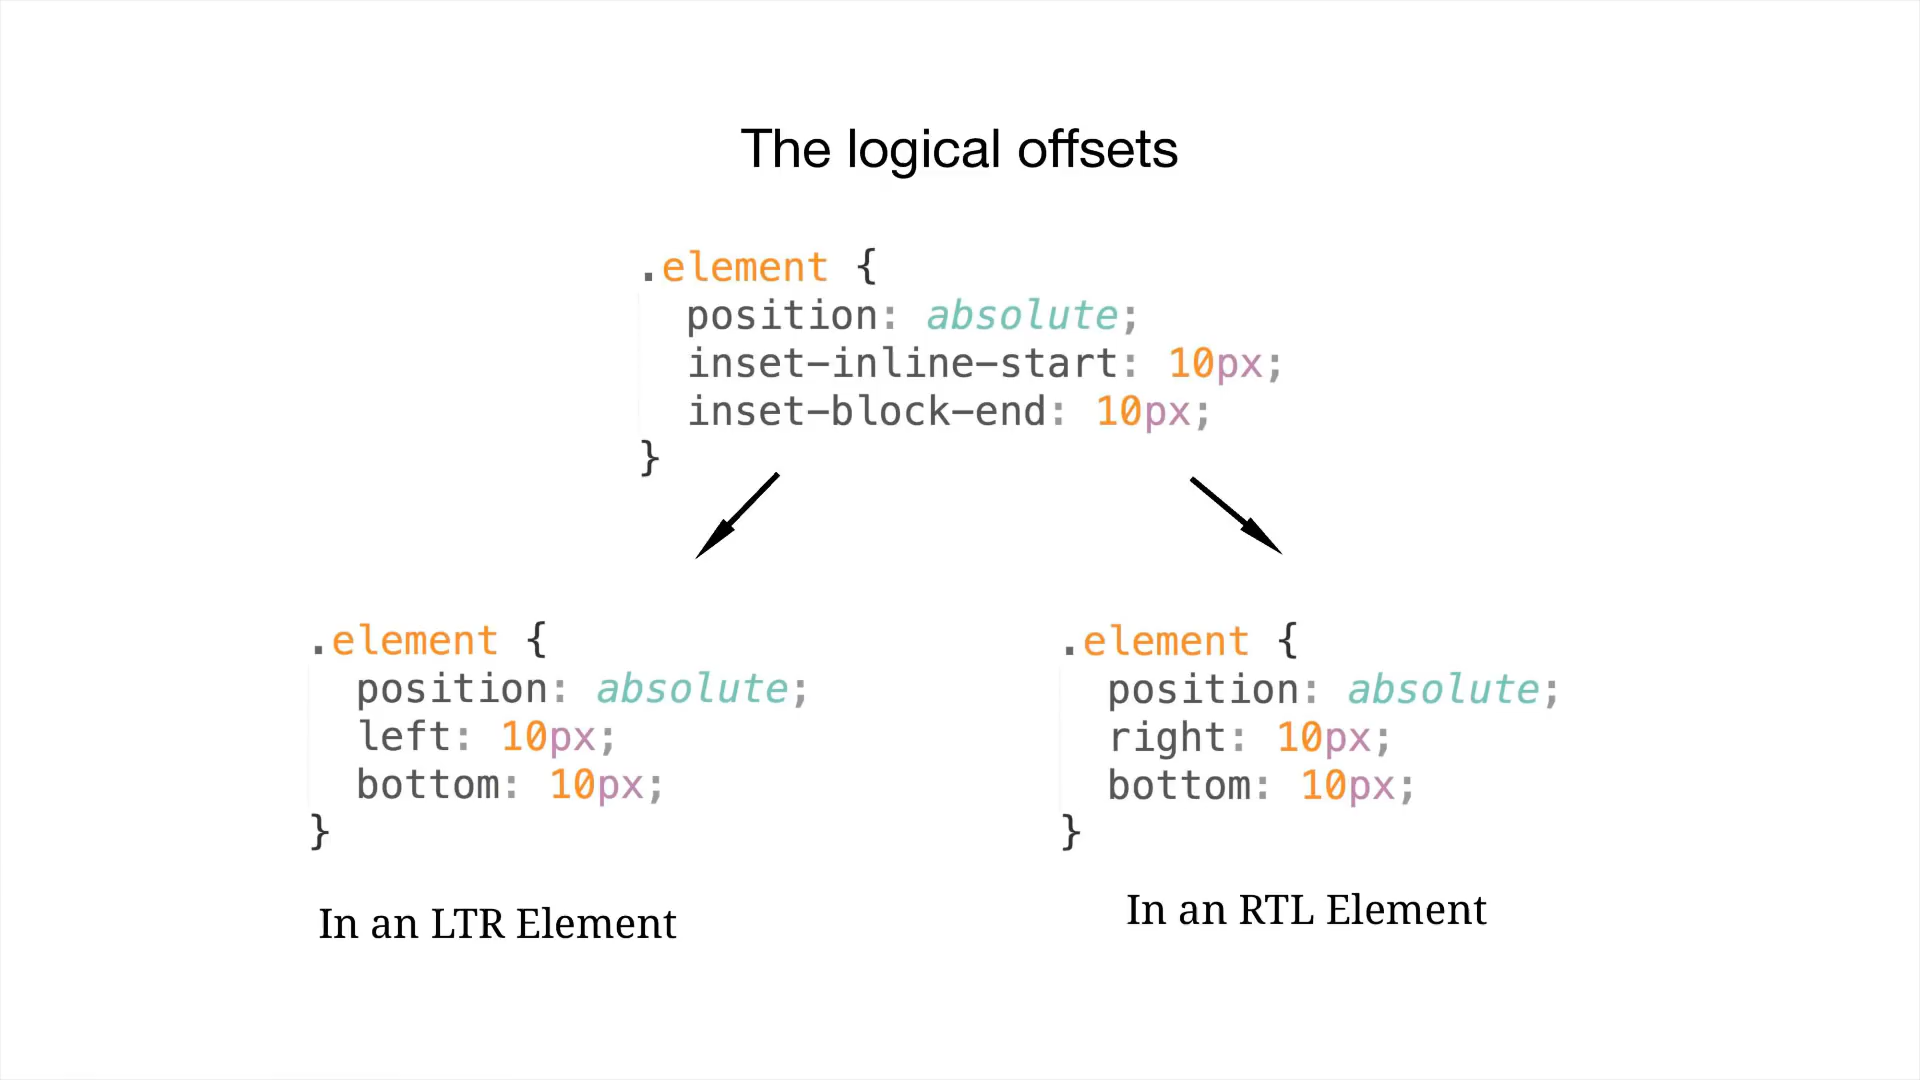 The logical offsets
.element {
position: absolute;
inset-inline-start: 10px;
inset-block-end: 10px;
}
.element {
position: absolute;
left: 10px;
bottom: 10px;
}
In an LTR Element
.element {
position: absolute;
right: 10px;
bottom: 10px;
}
In an RTL Element